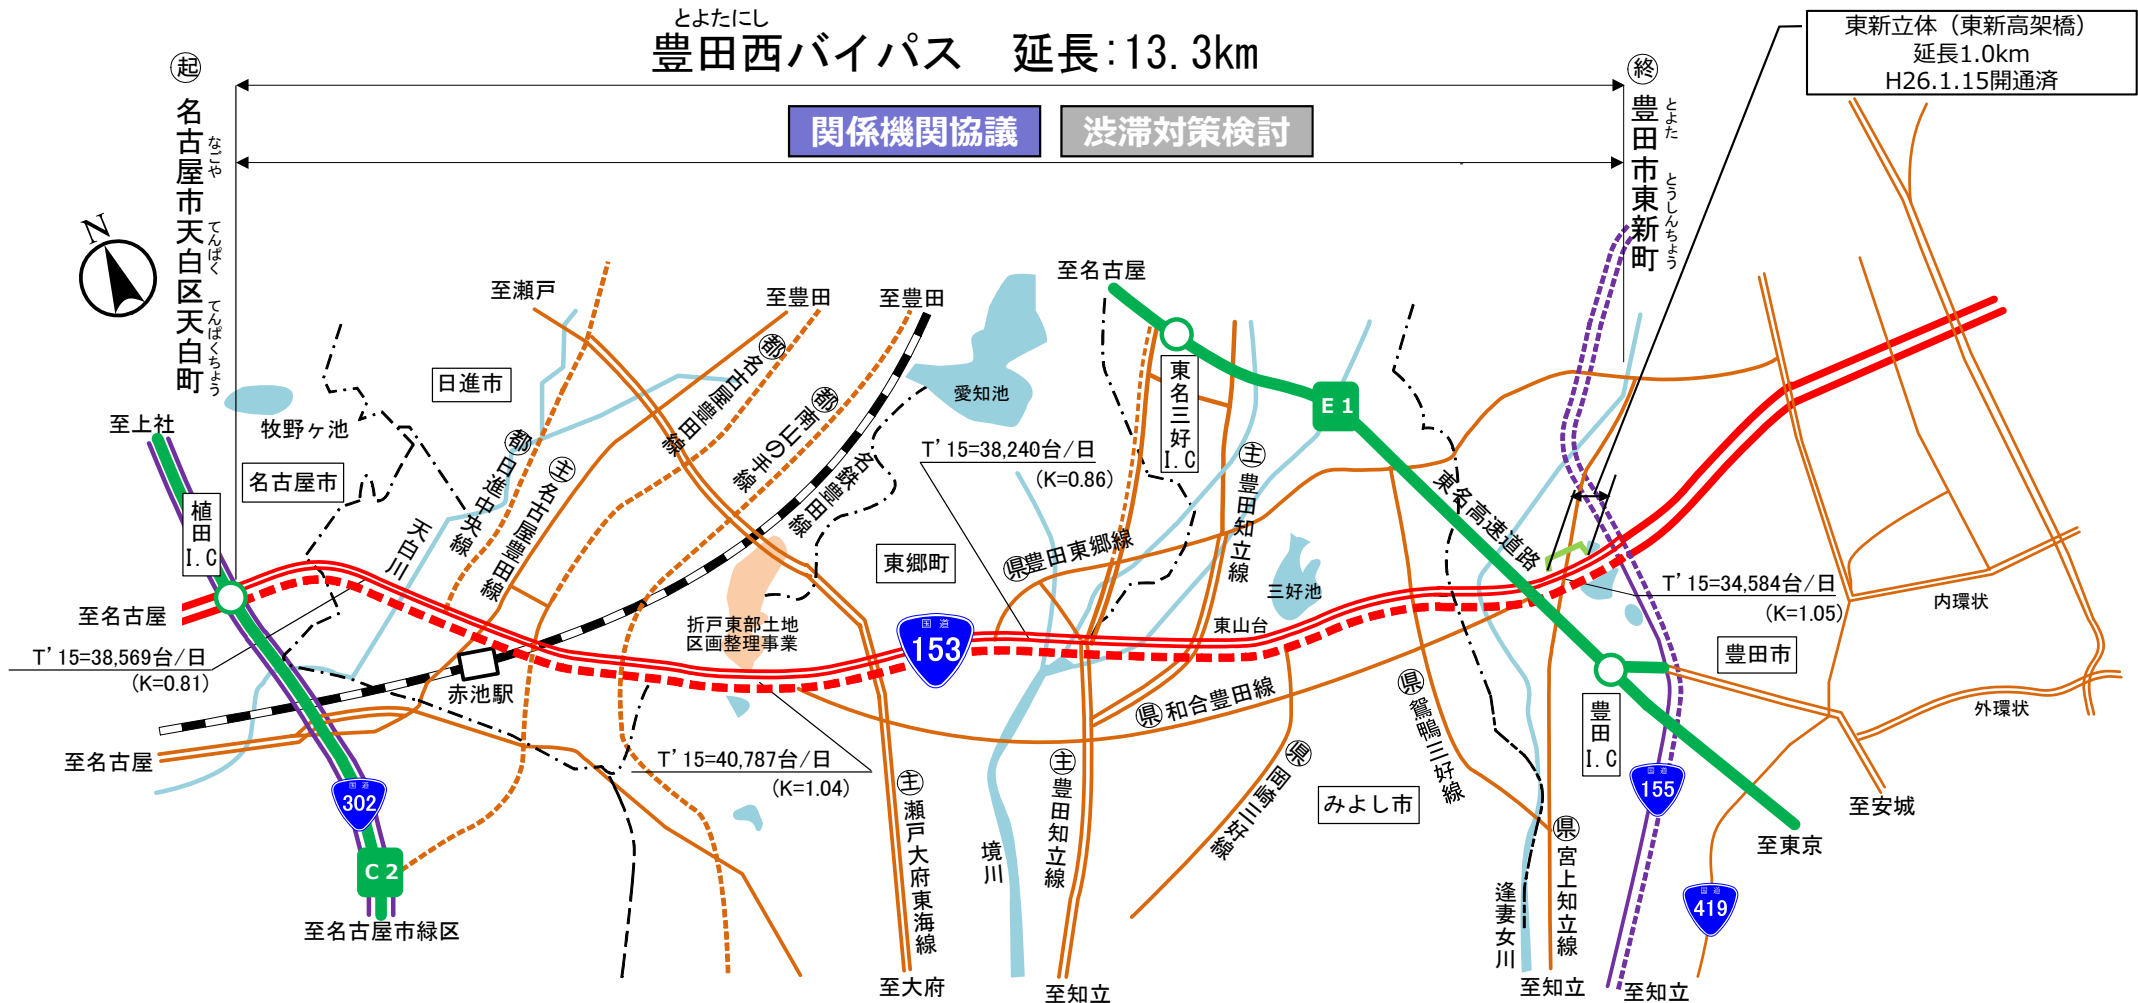 とよたにし
豊田西バイパス　延長：13.3km
東新立体（東新高架橋）
延長1.0km
H26.1.15開通済
起
名古屋市天白区天白町
なごや
てんぱく
てんぱくちょう
終
豊田市東新町
とよた
とうしんちょう
関係機関協議
渋滞対策検討
N
至瀬戸
至豊田
至豊田
至名古屋
日進市
愛知池
東名三好I.C
E1
至上社
牧野ヶ池
名古屋市
植田I.C
天白川
都日進中央線
主名古屋豊田線
都名古屋豊田線
都南山の手線
名鉄豊田線
T'15=38,240台/日
(K=0.86)
主豊田知立線
東名高速道路
東郷町
県豊田東郷線
三好池
T'15=34,584台/日
(K=1.05)
内環状
至名古屋
折戸東部土地
区画整理事業
国道
153
東山台
豊田市
T'15=38,569台/日
(K=0.81)
赤池駅
県和合豊田線
県鴛鴨三好線
豊田I.C
外環状
至名古屋
T'15=40,787台/日
(K=1.04)
国道
302
主瀬戸大府東海線
境川
主豊田知立線
県岡崎三好線
みよし市
国道
155
至安城
至東京
C2
県宮上知立線
逢妻女川
国道
419
至名古屋市緑区
至大府
至知立
至知立
至知立